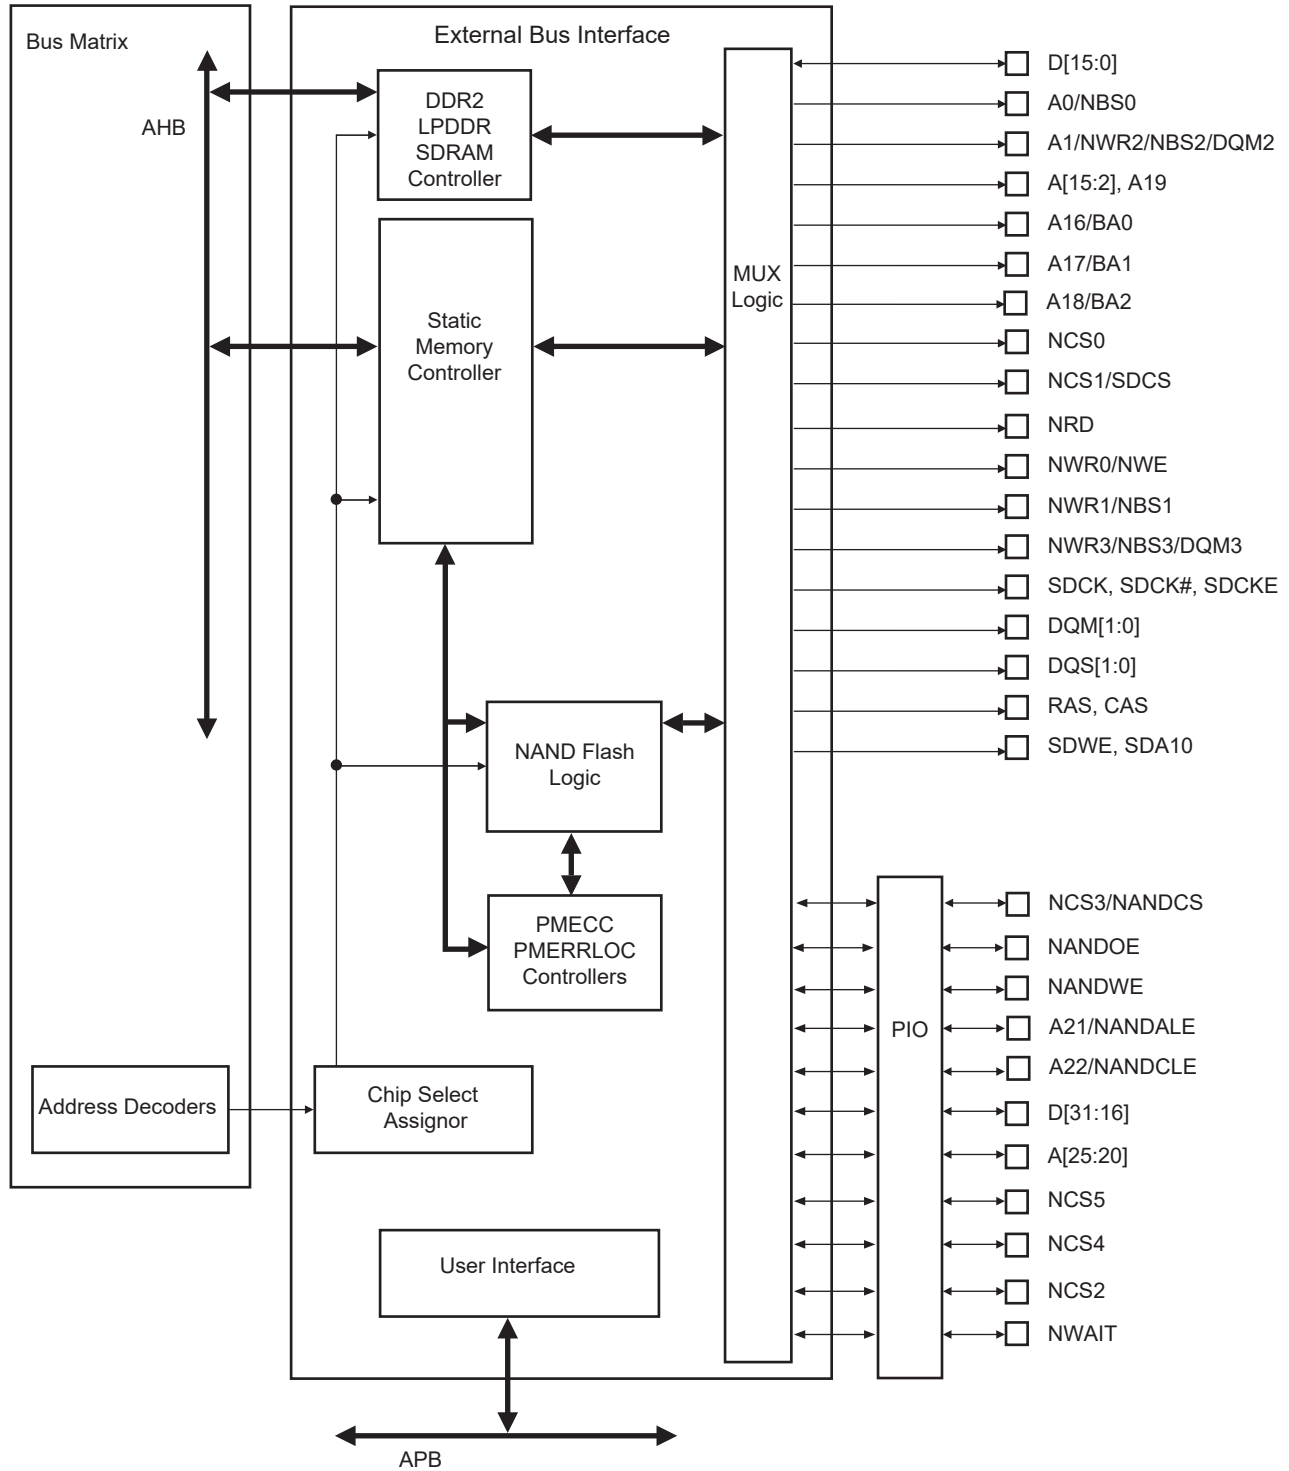 Bus Matrix
AHB
Address Decoders
External Bus Interface
DDR2
LPDDR
SDRAM
Controller
Static
Memory
Controller
NAND Flash
Logic
PMECC
PMERRLOC
Controllers
Chip Select
Assignor
User Interface
APB
MUX
Logic
PIO
D[15:0]
A0/NBS0
A1/NWR2/NBS2/DQM2
A[15:2], A19
A16/BA0
A17/BA1
A18/BA2
NCS0
NCS1/SDCS
NRD
NWR0/NWE
NWR1/NBS1
NWR3/NBS3/DQM3
SDCK, SDCK#, SDCKE
DQM[1:0]
DQS[1:0]
RAS, CAS
SDWE, SDA10
NCS3/NANDCS
NANDOE
NANDWE
A21/NANDALE
A22/NANDCLE
D[31:16]
A[25:20]
NCS5
NCS4
NCS2
NWAIT